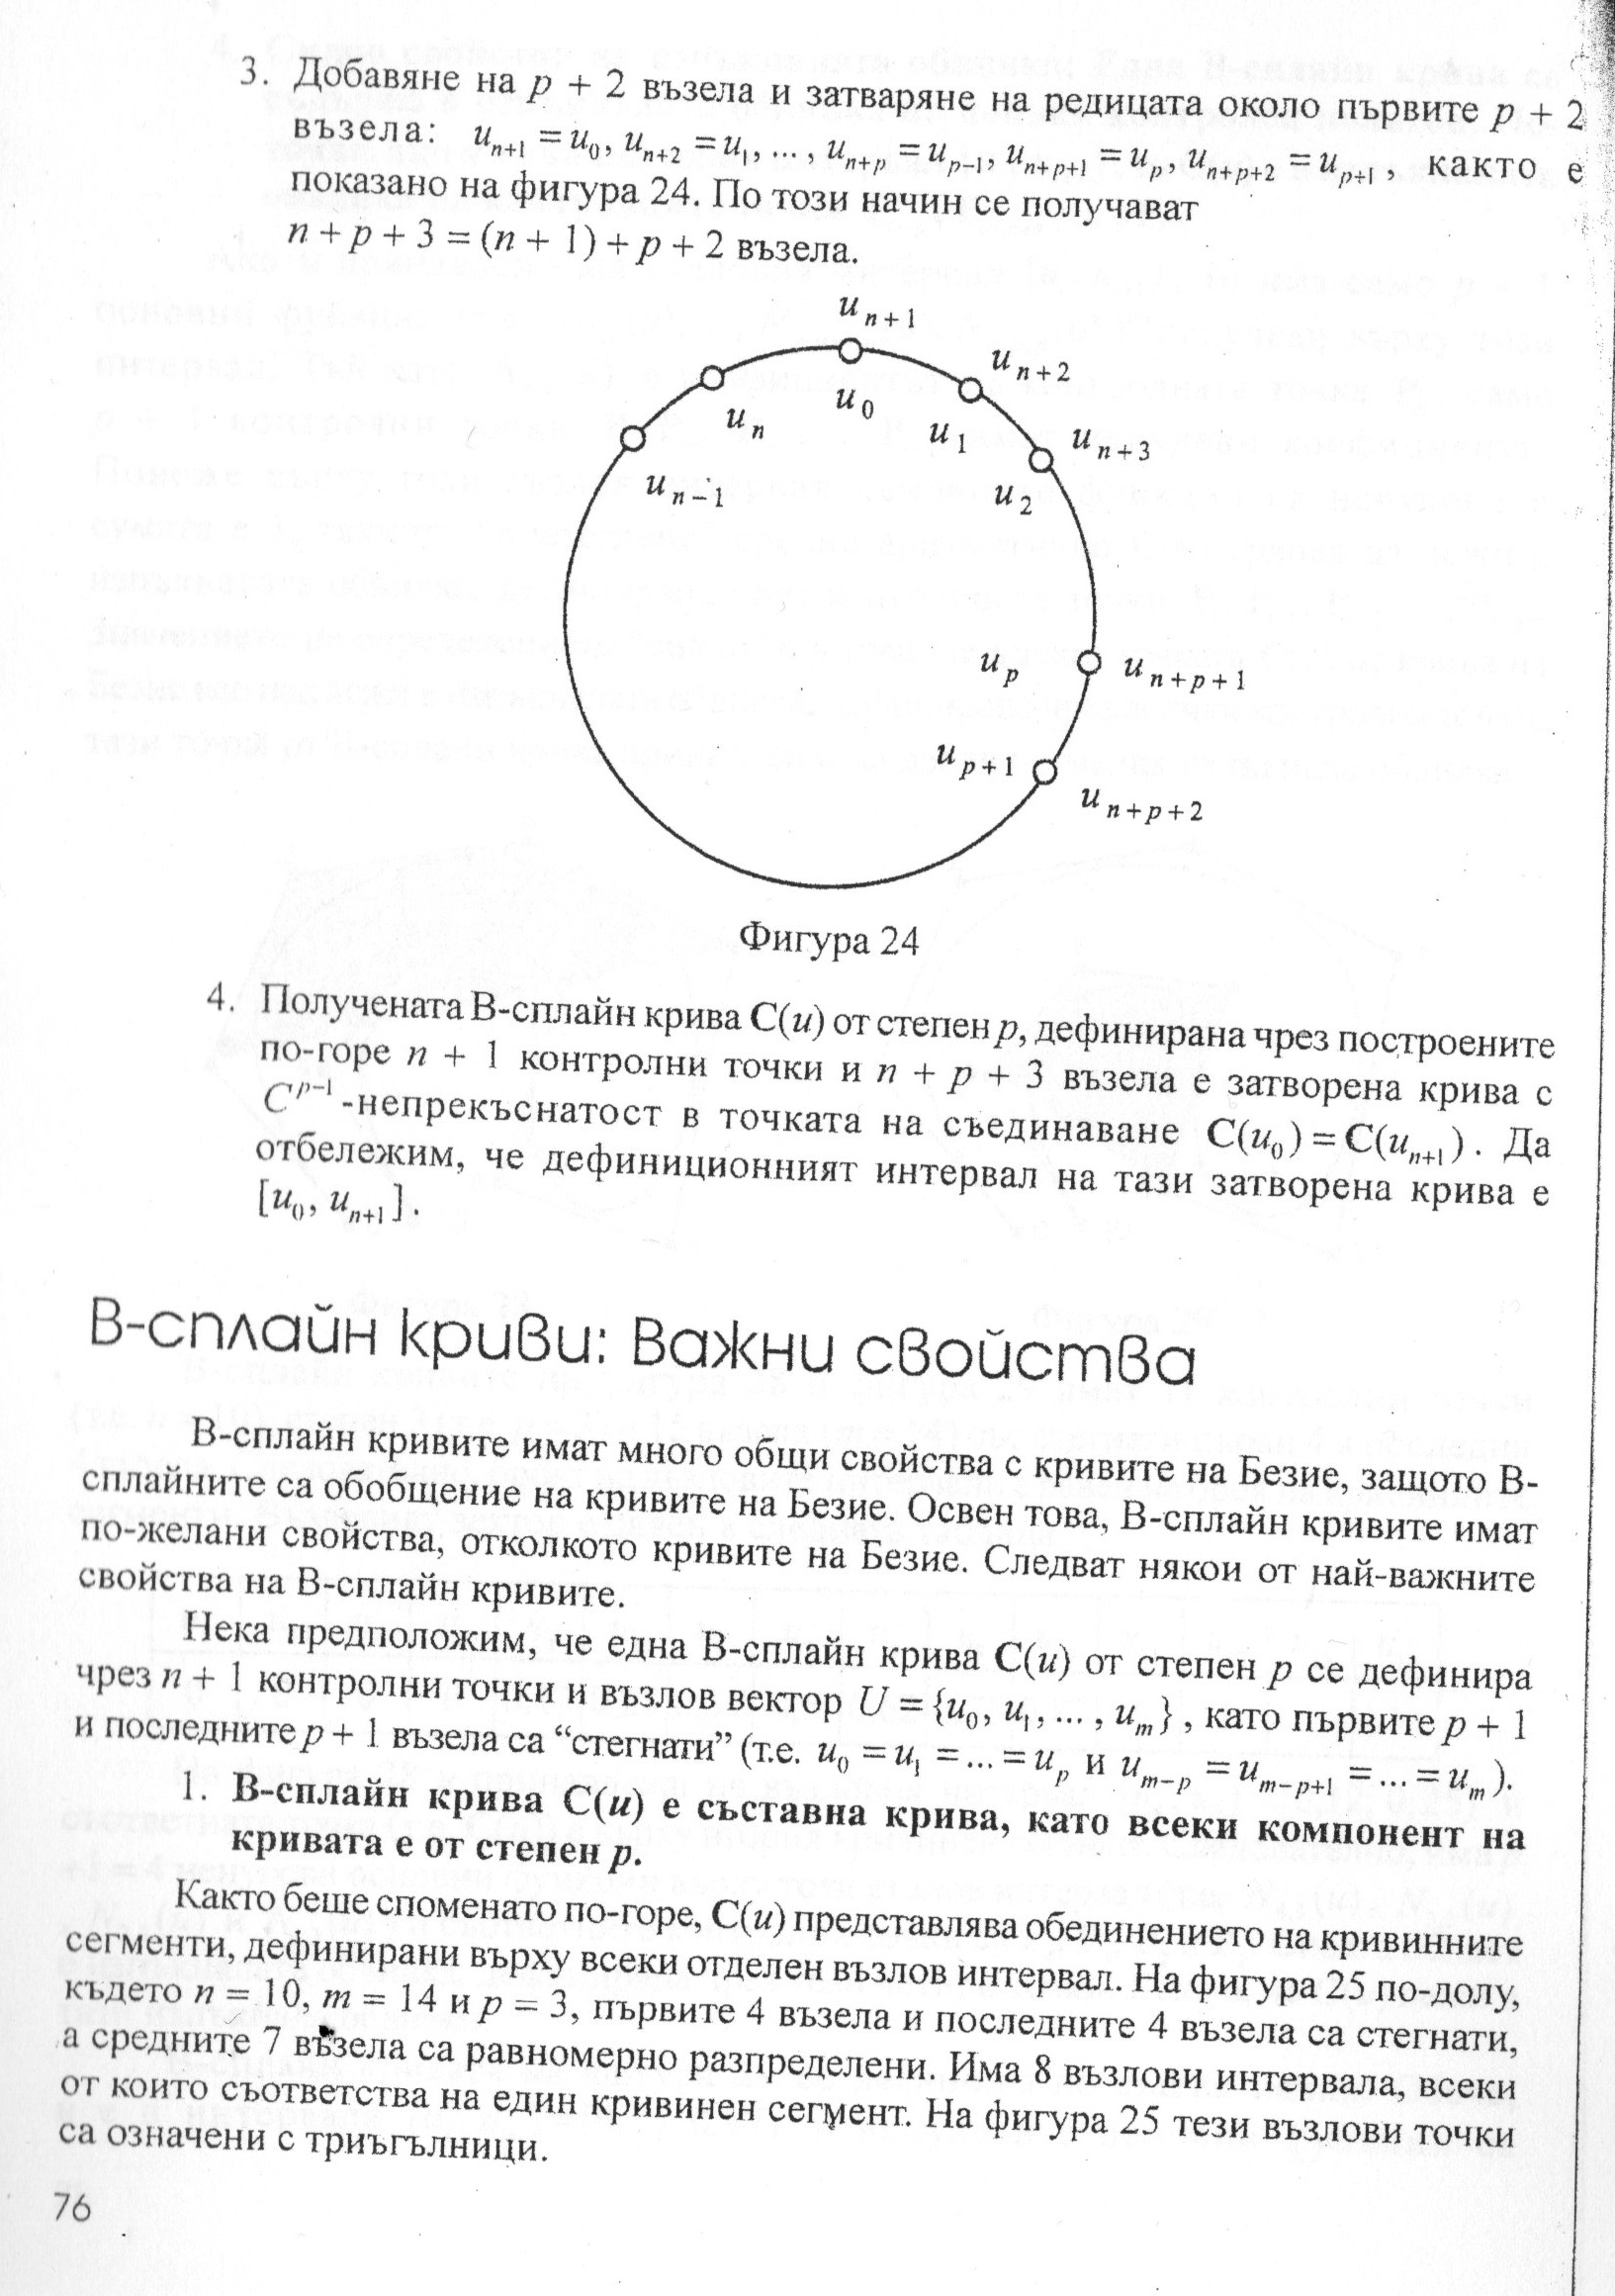 3. Добавяне на p + 2 възела и затваряне на редицата около първите p + 2
възела: u_{n+1} = u_0, u_{n+2} = u_1, ... , u_{n+p} = u_{p-1}, u_{n+p+1} = u_p, u_{n+p+2} = u_{p+1} , както е
показано на фигура 24. По този начин се получават
n + p + 3 = (n + 1) + p + 2 възела.
u_{n+1}
u_{n+2}
u_0
u_n
u_1
u_{n+3}
u_{n-1}
u_2
u_p
u_{n+p+1}
u_{p+1}
u_{n+p+2}
Фигура 24
4. Получената В-сплайн крива C(u) от степен p, дефинирана чрез построените
по-горе n + 1 контролни точки и n + p + 3 възела е затворена крива с
C^{p-1}-непрекъснатост в точката на съединаване C(u_0) = C(u_{n+1}) . Да
отбележим, че дефиниционният интервал на тази затворена крива е
[u_0, u_{n+1}] .
В-сплайн криви: Важни свойства
В-сплайн кривите имат много общи свойства с кривите на Безие, защото В-
сплайните са обобщение на кривите на Безие. Освен това, В-сплайн кривите имат
по-желани свойства, отколкото кривите на Безие. Следват някои от най-важните
свойства на В-сплайн кривите.
Нека предположим, че една В-сплайн крива C(u) от степен p се дефинира
чрез n + 1 контролни точки и възлов вектор U = {u_0, u_1, ... , u_m} , като първите p + 1
и последните p + 1 възела са “стегнати” (т.е. u_0 = u_1 = ... = u_p и u_{m-p} = u_{m-p+1} = ... = u_m ).
1. В-сплайн крива C(u) е съставна крива, като всеки компонент на
кривата е от степен p.
Както беше споменато по-горе, C(u) представлява обединението на кривинните
сегменти, дефинирани върху всеки отделен възлов интервал. На фигура 25 по-долу,
където n = 10, m = 14 и p = 3, първите 4 възела и последните 4 възела са стегнати,
а средните 7 възела са равномерно разпределени. Има 8 възлови интервала, всеки
от които съответства на един кривинен сегмент. На фигура 25 тези възлови точки
са означени с триъгълници.
76